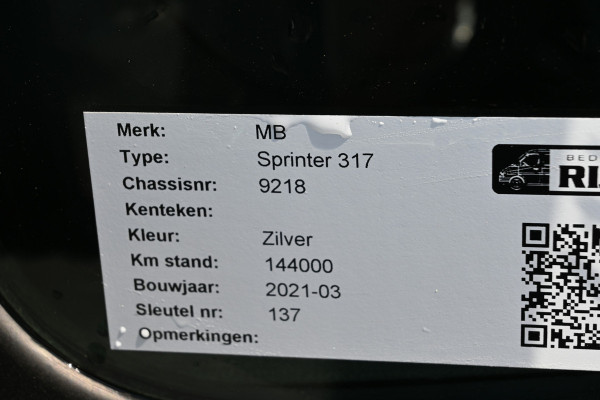 Merk: MB
Type: Sprinter 317
Chassisnr: 9218
Kenteken:
Kleur: Zilver
Km stand: 144000
Bouwjaar: 2021-03
Sleutel nr: 137
Opmerkingen:
BED